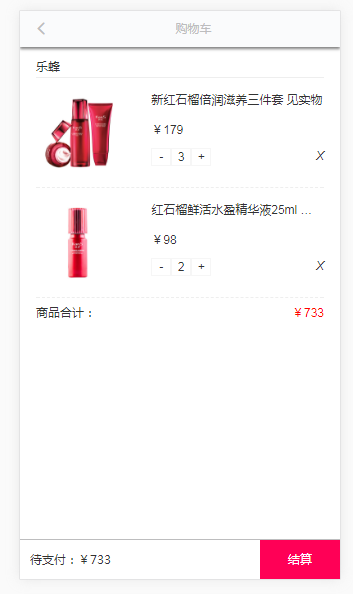 购物车
乐蜂
新红石榴倍润滋养三件套 见实物
￥179
- 3 +
X
红石榴鲜活水盈精华液25ml ...
￥98
- 2 +
X
商品合计： ￥733
待支付：￥733
结算